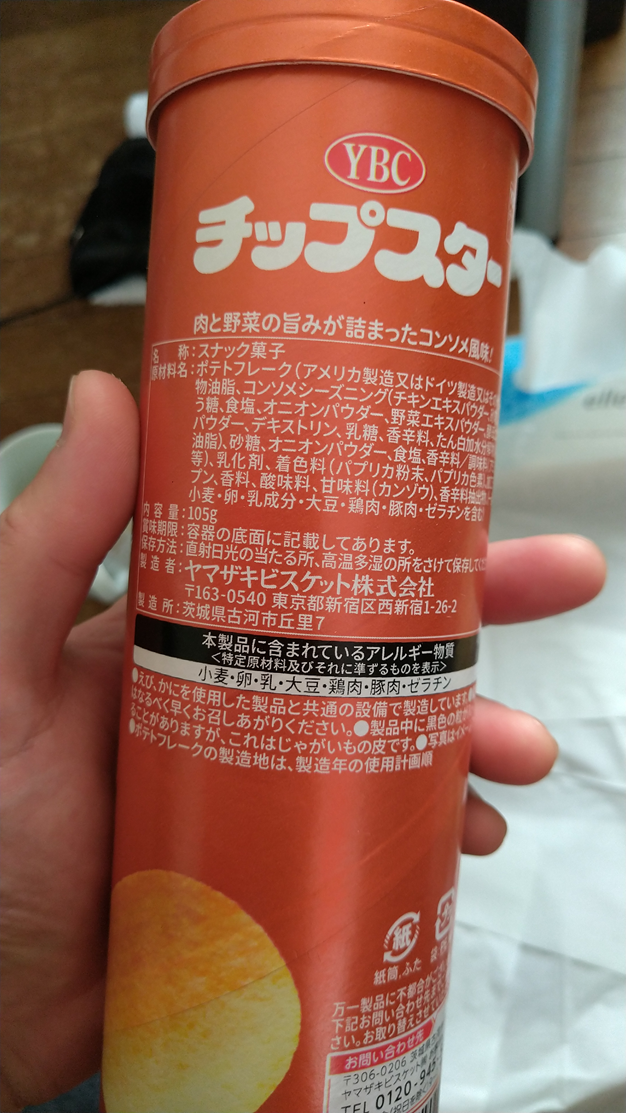 YBC
チップスター
肉と野菜の旨みが詰まったコンソメ風味!
名 称:スナック菓子
原材料名:ポテトフレーク(アメリカ製造又はドイツ製造又は
物油脂、コンソメシーズニング(チキンエキスパウダー
う糖、食塩、オニオンパウダー、野菜エキスパウダー
パウダー、デキストリン、乳糖、香辛料、たん白加水分
油脂)、砂糖、オニオンパウダー、食塩、香辛料/調味料
等)、乳化剤、着色料(パプリカ粉末、パプリカ色素
プン、香料、酸味料、甘味料(カンゾウ)、香辛料抽出物
小麦・卵・乳成分・大豆・鶏肉・豚肉・ゼラチンを含む)
内 容 量:105g
賞味期限:容器の底面に記載してあります。
保存方法:直射日光の当たる所、高温多湿の所をさけて保存してください
製 造 者:ヤマザキビスケット株式会社
〒163-0540 東京都新宿区西新宿1-26-2
製 造 所:茨城県古河市丘里7
本製品に含まれているアレルギー物質
<特定原材料及びそれに準ずるものを表示>
小麦・卵・乳・大豆・鶏肉・豚肉・ゼラチン
●えび、かにを使用した製品と共通の設備で製造しています
はなるべく早くお召しあがりください。●製品中に黒色の粒が
ることがありますが、これはじゃがいもの皮です。●写真はイメー
●ポテトフレークの製造地は、製造年の使用計画順
紙
紙筒、ふた
万一製品に不都合が
下記お問い合わせ先
さい。お取り替えさせて
お問い合わせ先
〒306-0206 茨城県
ヤマザキビスケット
TEL 0120-94